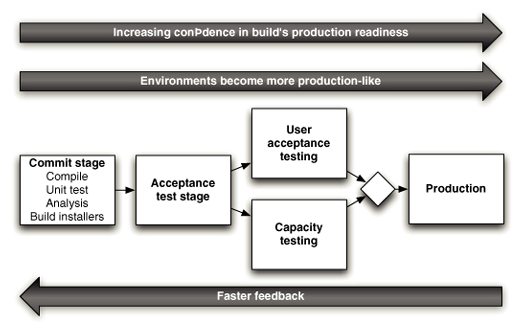 Increasing conÞdence in build's production readiness
Environments become more production-like
Commit stage
Compile
Unit test
Analysis
Build installers
Acceptance
test stage
User
acceptance
testing
Capacity
testing
Production
Faster feedback